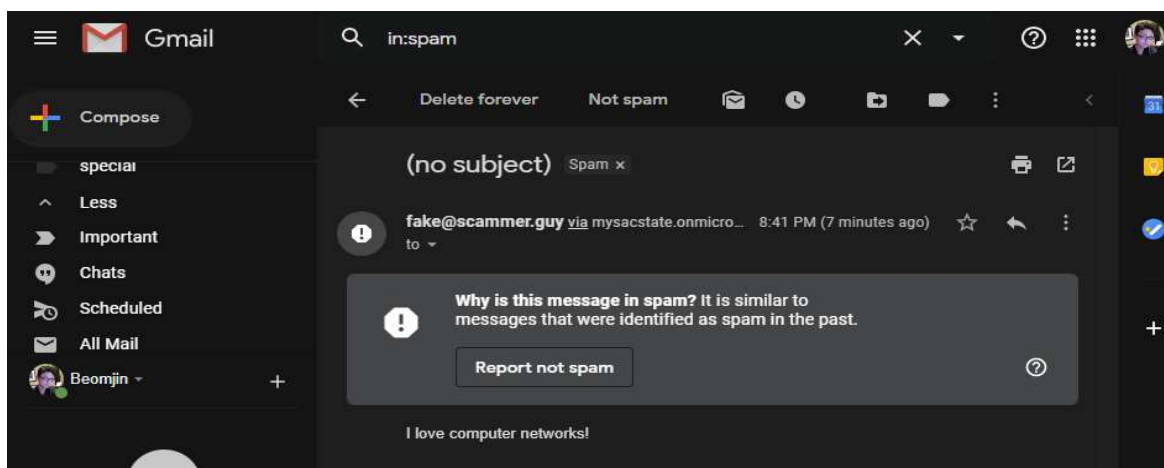 Gmail
in:spam
Compose
Delete forever Not spam
special
Less
Important
Chats
Scheduled
All Mail
Beomjin
(no subject) Spam x
fake@scammer.guy via mysacstate.onmicro... 8:41 PM (7 minutes ago)
to
Why is this message in spam? It is similar to
messages that were identified as spam in the past.
Report not spam
I love computer networks!
31